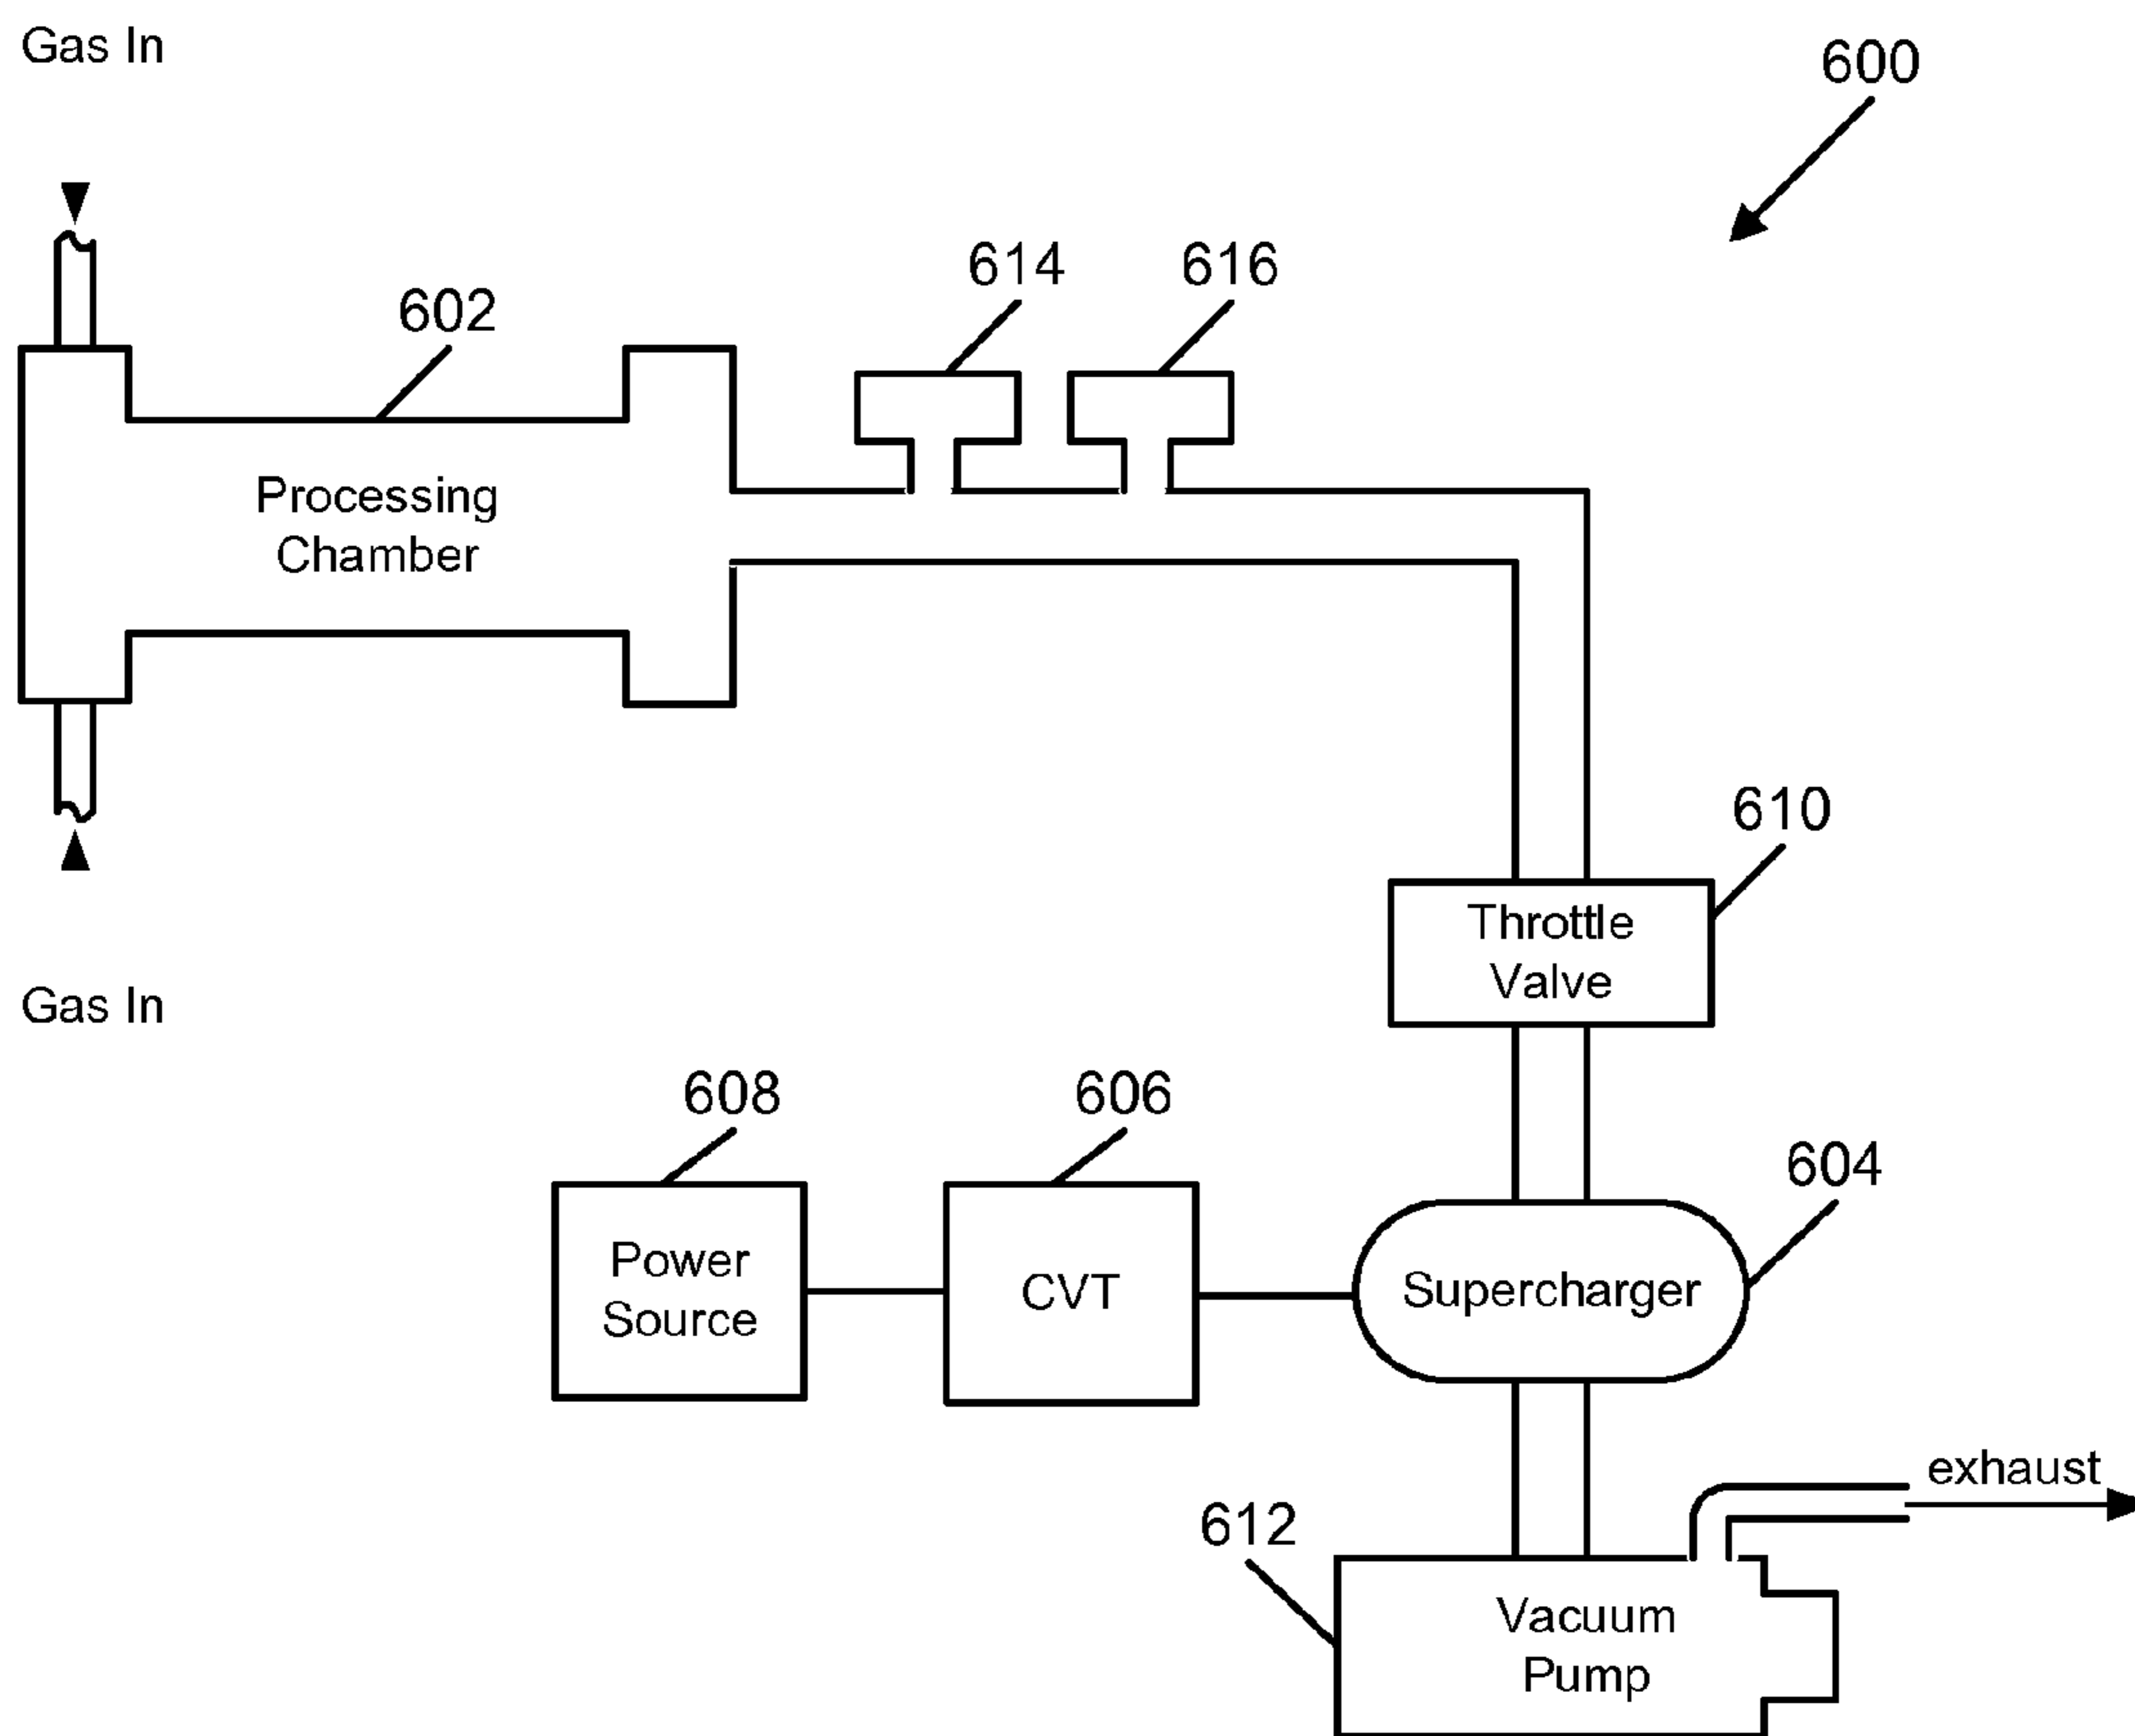 Gas In
600
614
616
602
Processing
Chamber
610
Throttle
Valve
Gas In
608
606
604
Power
Source
CVT
Supercharger
exhaust
612
Vacuum
Pump